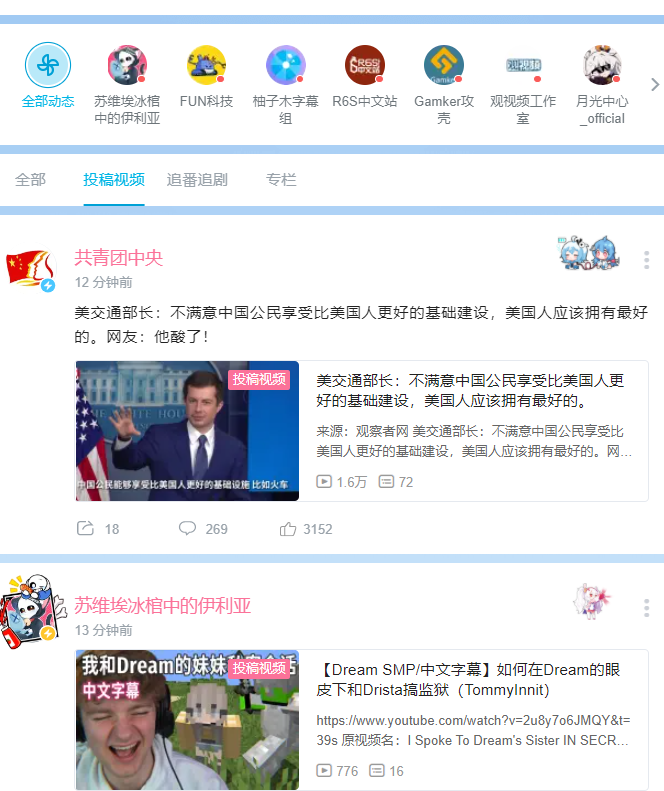 全部动态
苏维埃冰棺
中的伊利亚
FUN科技
柚子木字幕
组
R6S中文站
Gamker攻
壳
观视频工作
室
月光中心
_official
全部
投稿视频
追番追剧
专栏
共青团中央
12 分钟前
美交通部长：不满意中国公民享受比美国人更好的基础建设，美国人应该拥有最好
的。网友：他酸了！
投稿视频
中国公民能够享受比美国人更好的基础设施 比如火车
美交通部长：不满意中国公民享受比美国人更
好的基础建设，美国人应该拥有最好的。
来源：观察者网 美交通部长：不满意中国公民享受比
美国人更好的基础建设，美国人应该拥有最好的。网…
1.6万
72
18
269
3152
苏维埃冰棺中的伊利亚
13 分钟前
我和Dream的妹妹
投稿视频
中文字幕
【Dream SMP/中文字幕】如何在Dream的眼
皮下和Drista搞监狱（TommyInnit）
https://www.youtube.com/watch?v=2u8y7o6JMQY&t=
39s 原视频名：I Spoke To Dream's Sister IN SECR…
776
16